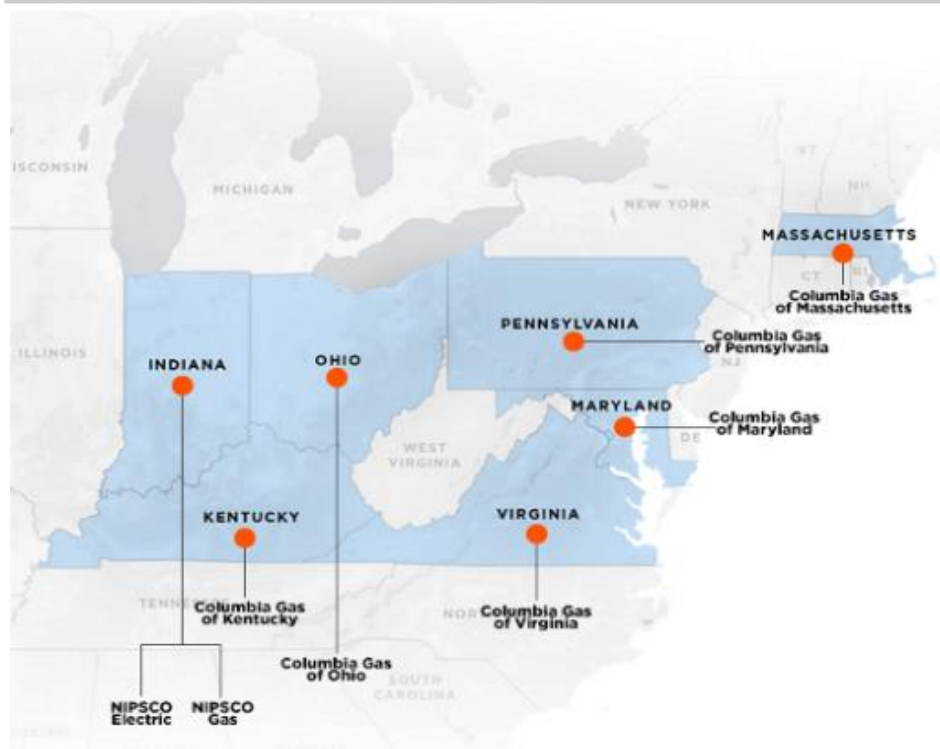 ISCONSIN
MICHIGAN
VT
NH
NEW YORK
MASSACHUSETTS
CT
RI
Columbia Gas
of Massachusetts
PENNSYLVANIA
Columbia Gas
of Pennsylvania
NJ
ILLINOIS
INDIANA
OHIO
MARYLAND
Columbia Gas
of Maryland
DE
WEST
VIRGINIA
KENTUCKY
VIRGINIA
TENNESSEE
Columbia Gas
of Kentucky
NOR
Columbia Gas
of Virginia
Columbia Gas
of Ohio
SOUTH
CAROLINA
NIPSCO
Electric
NIPSCO
Gas